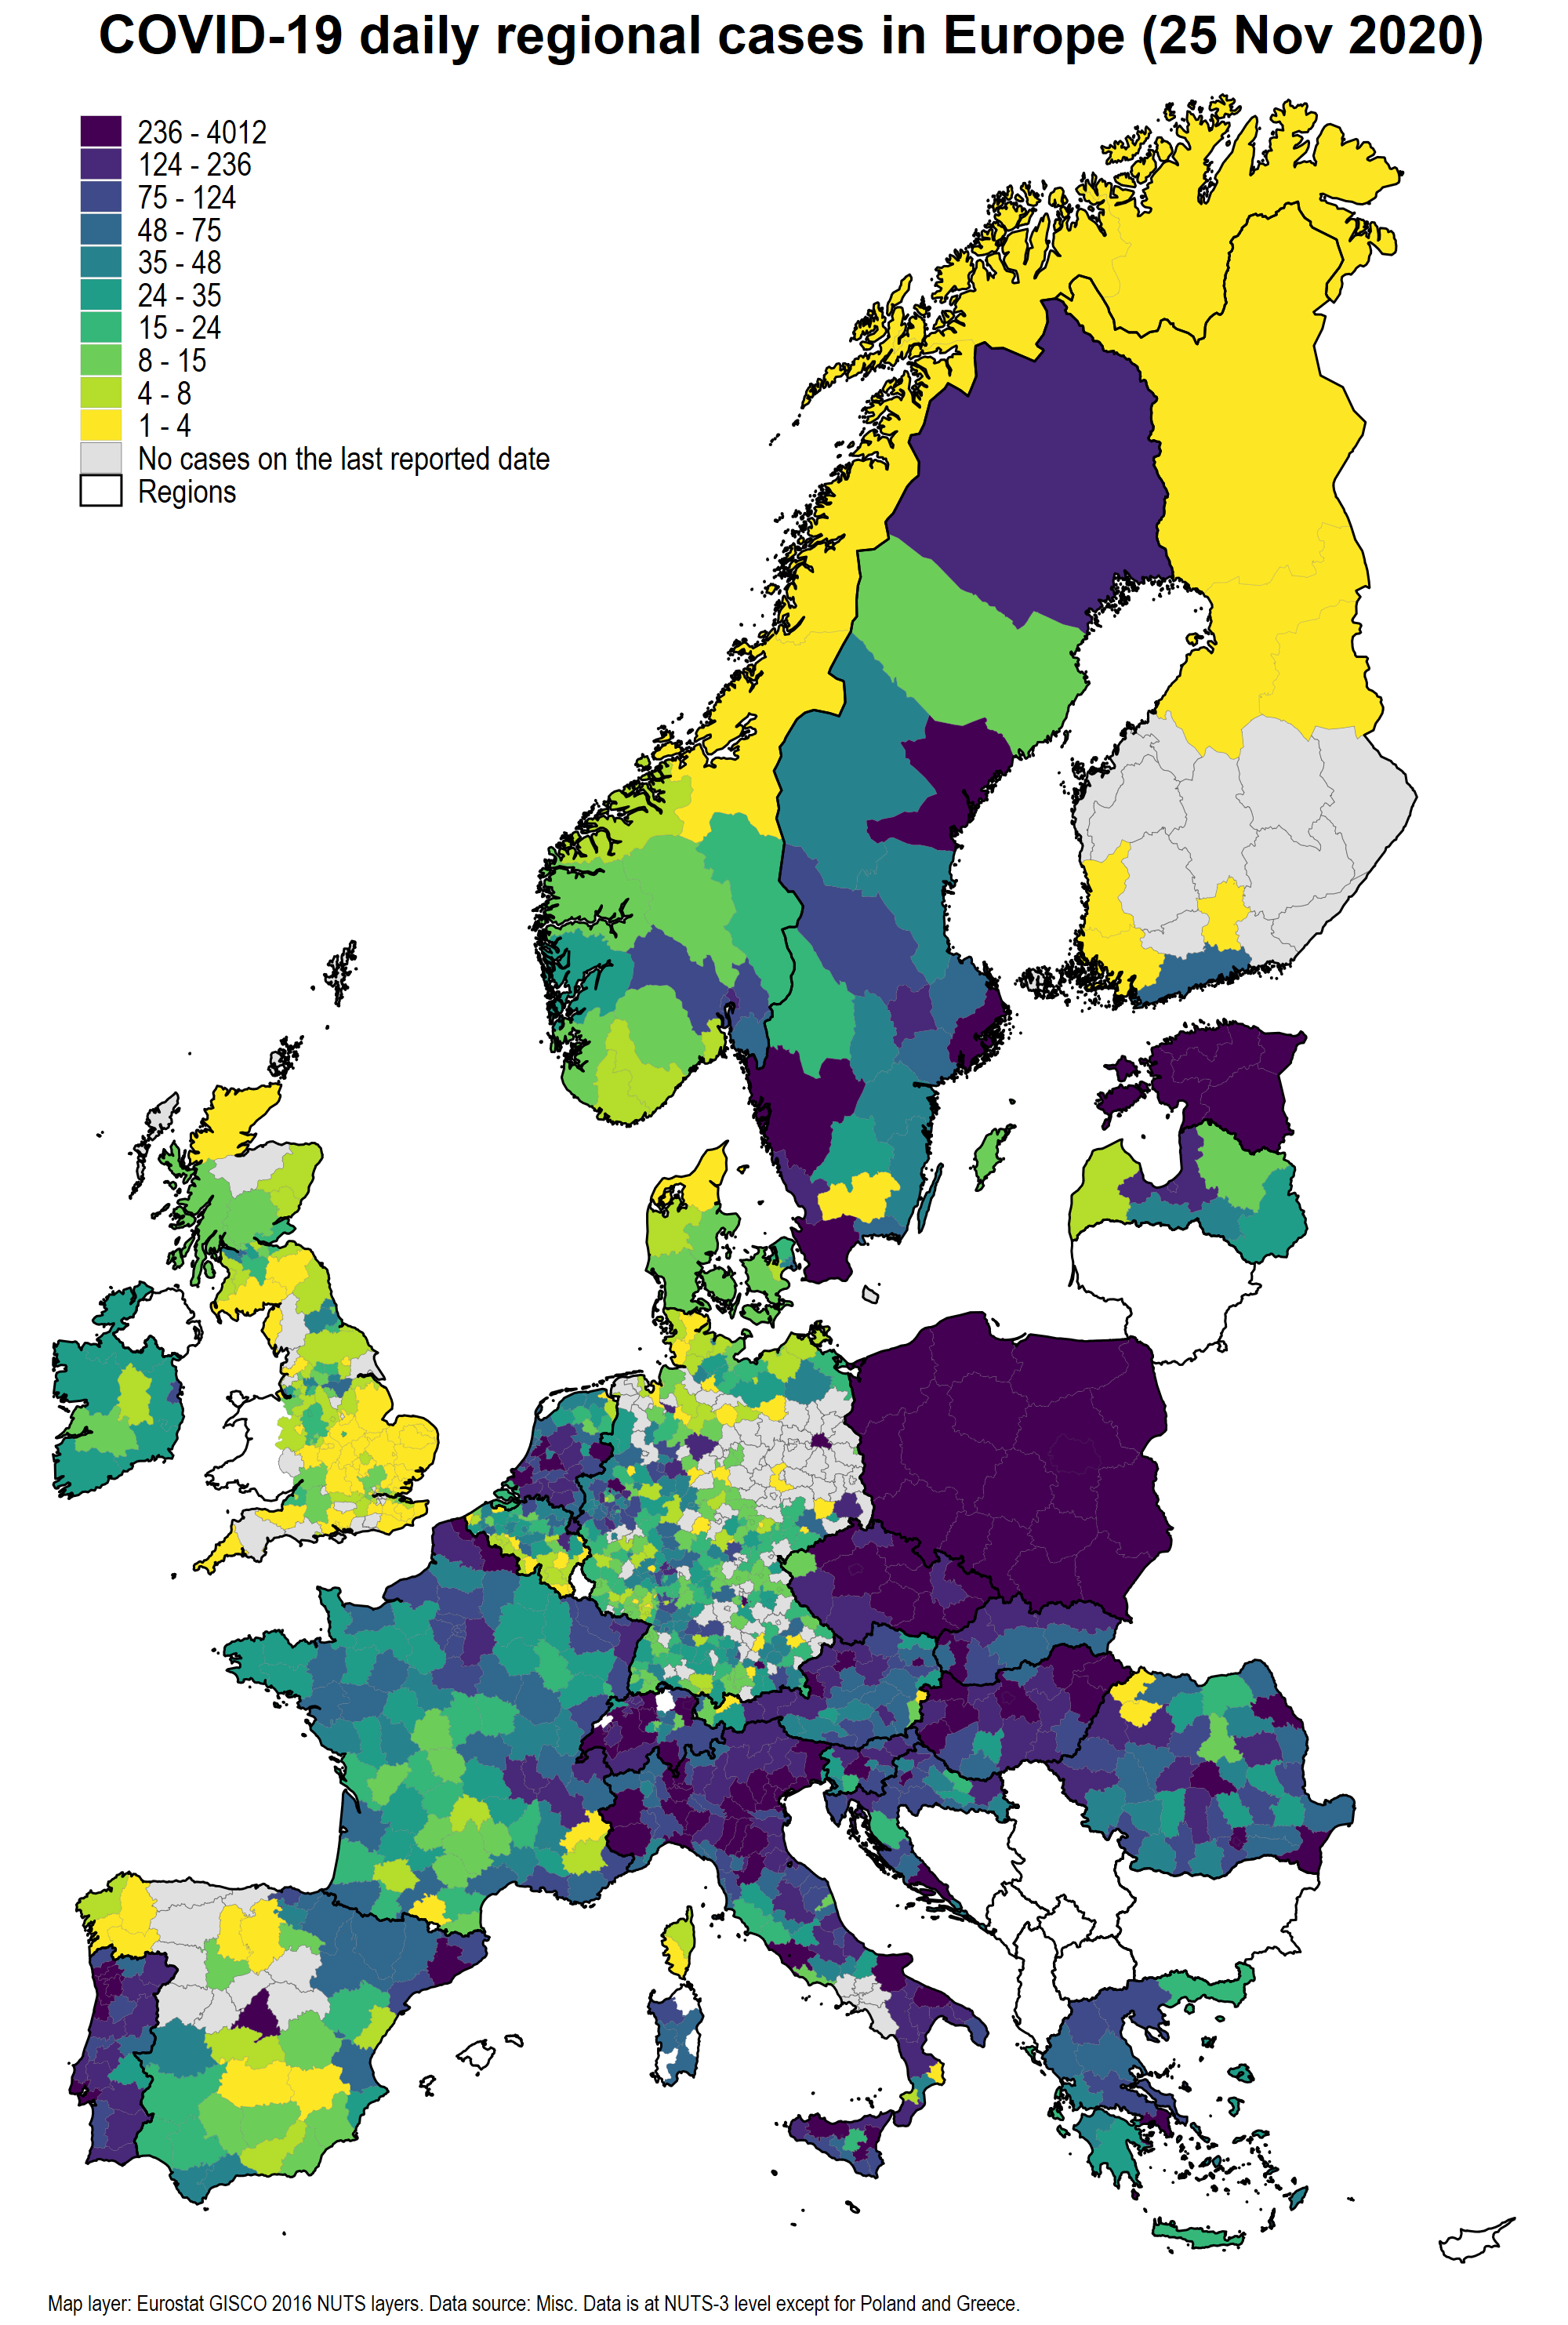 COVID-19 daily regional cases in Europe (25 Nov 2020)
236 - 4012
124 - 236
75 - 124
48 - 75
35 - 48
24 - 35
15 - 24
8 - 15
4 - 8
1 - 4
No cases on the last reported date
Regions
Map layer: Eurostat GISCO 2016 NUTS layers. Data source: Misc. Data is at NUTS-3 level except for Poland and Greece.